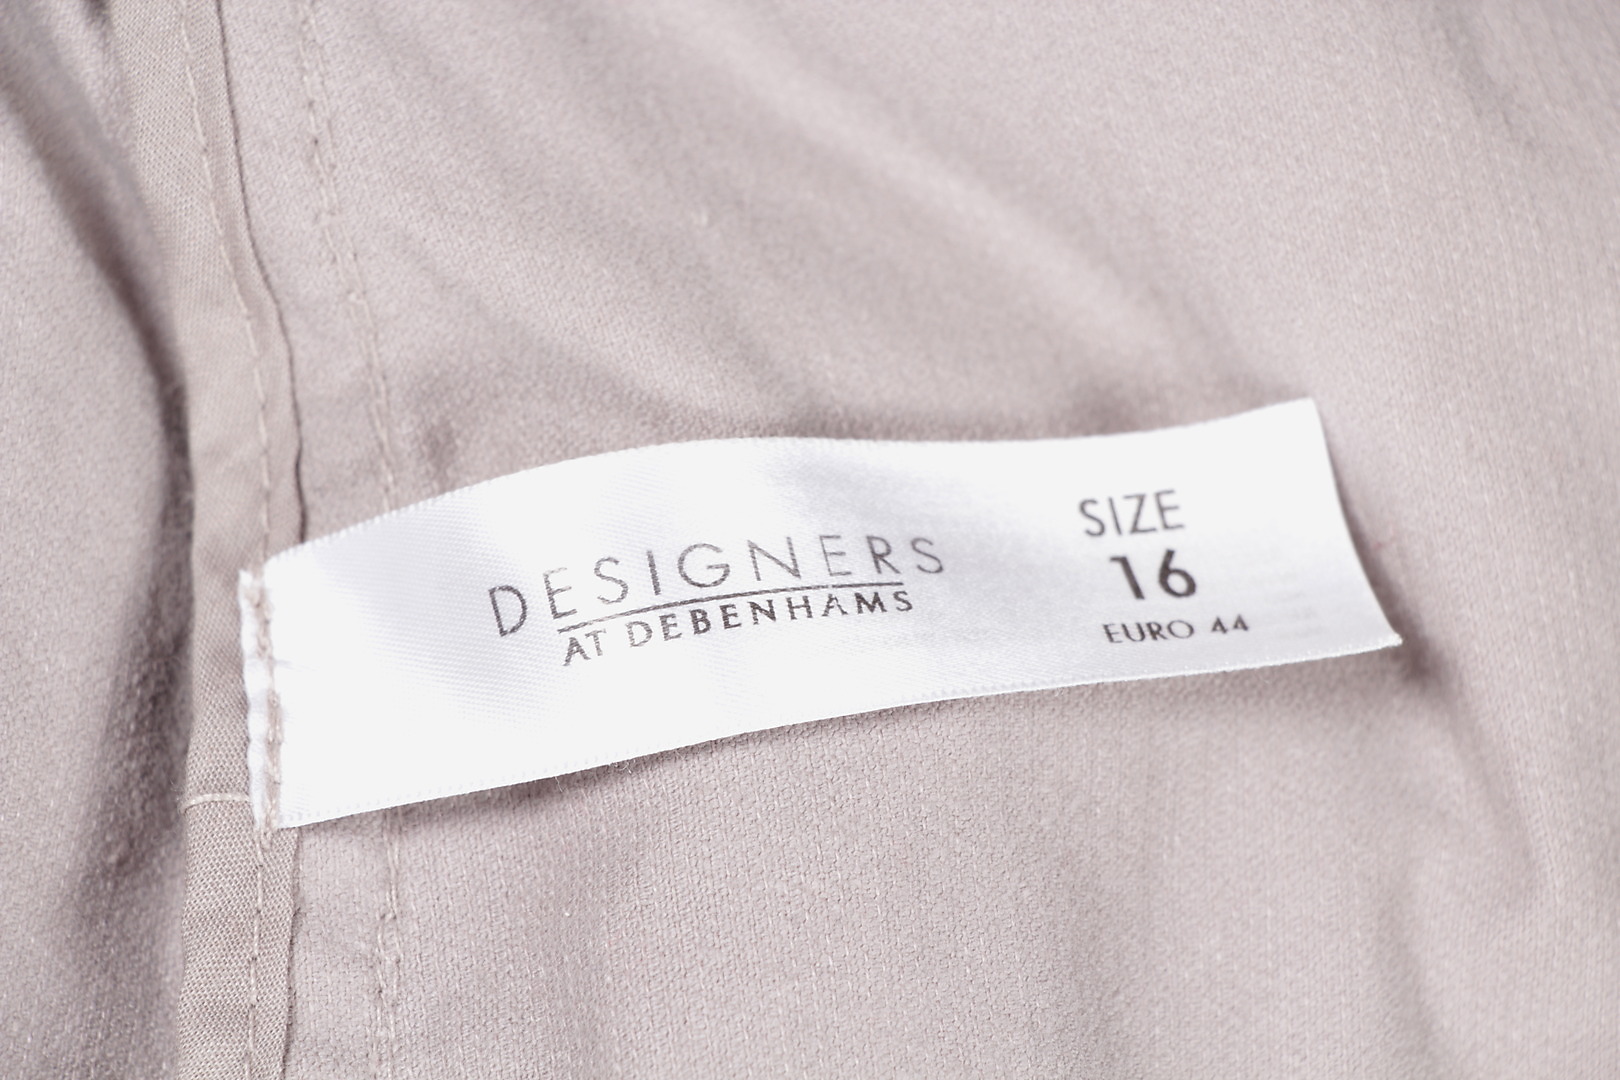 DESIGNERS
AT DEBENHAMS
SIZE
16
EURO 44